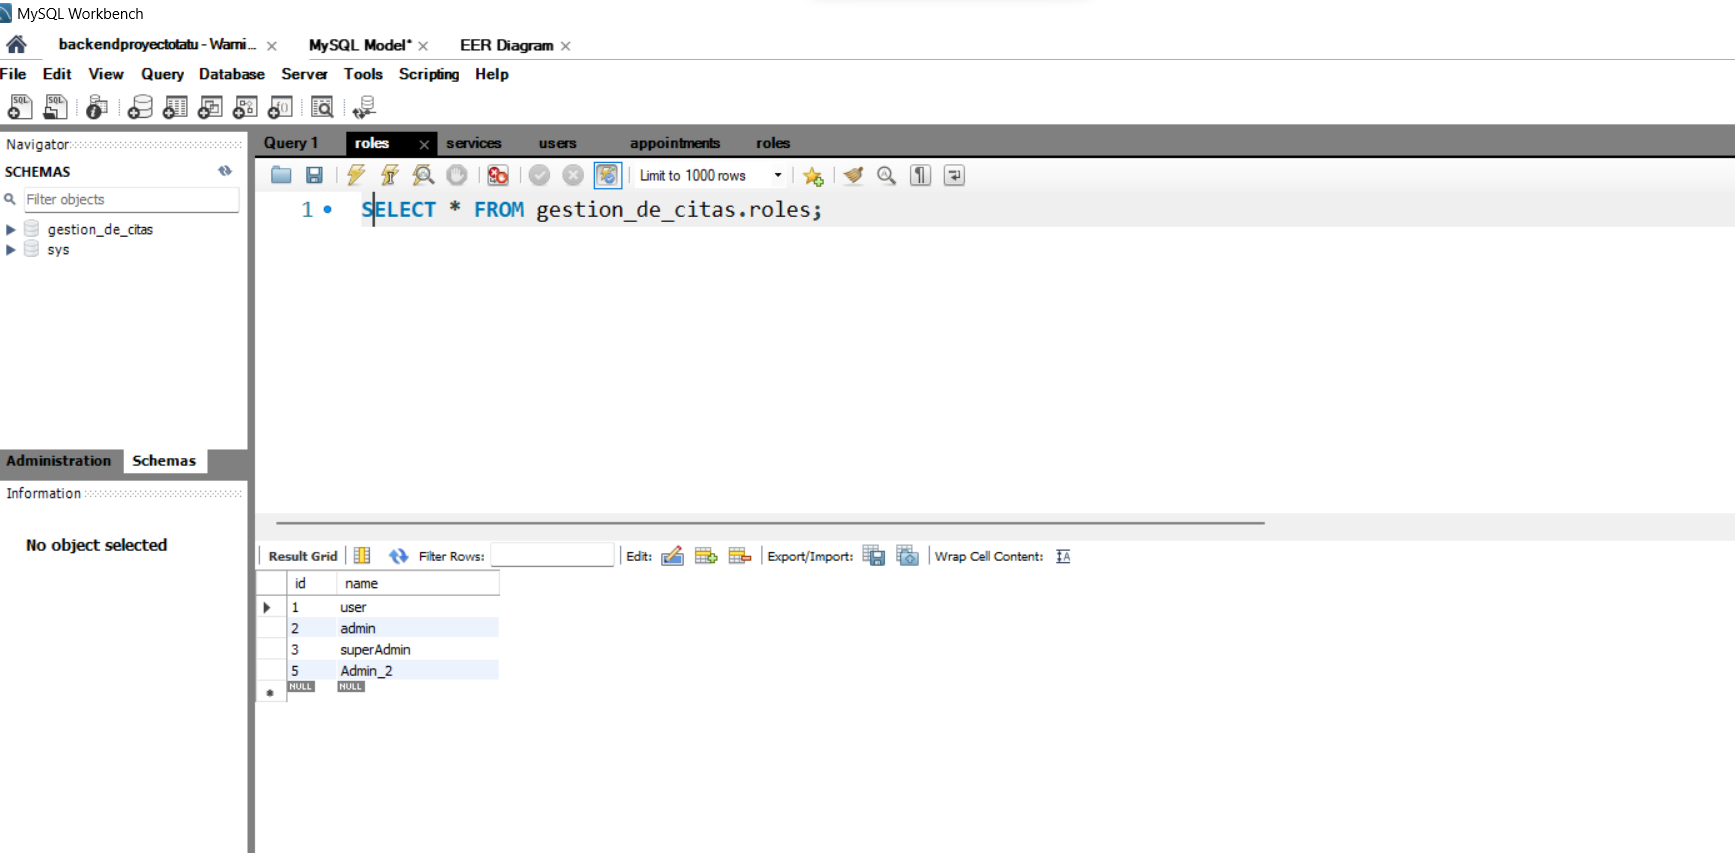 MySQL Workbench
backendproyectotatu - Warni... MySQL Model* EER Diagram
File Edit View Query Database Server Tools Scripting Help
Navigator
SCHEMAS
Filter objects
gestion_de_citas
sys
Administration Schemas
Information
No object selected
Query 1 roles services users appointments roles
Limit to 1000 rows
1 SELECT * FROM gestion_de_citas.roles;
Result Grid Filter Rows: Edit: Export/Import: Wrap Cell Content:
id name
1 user
2 admin
3 superAdmin
5 Admin_2
NULL NULL